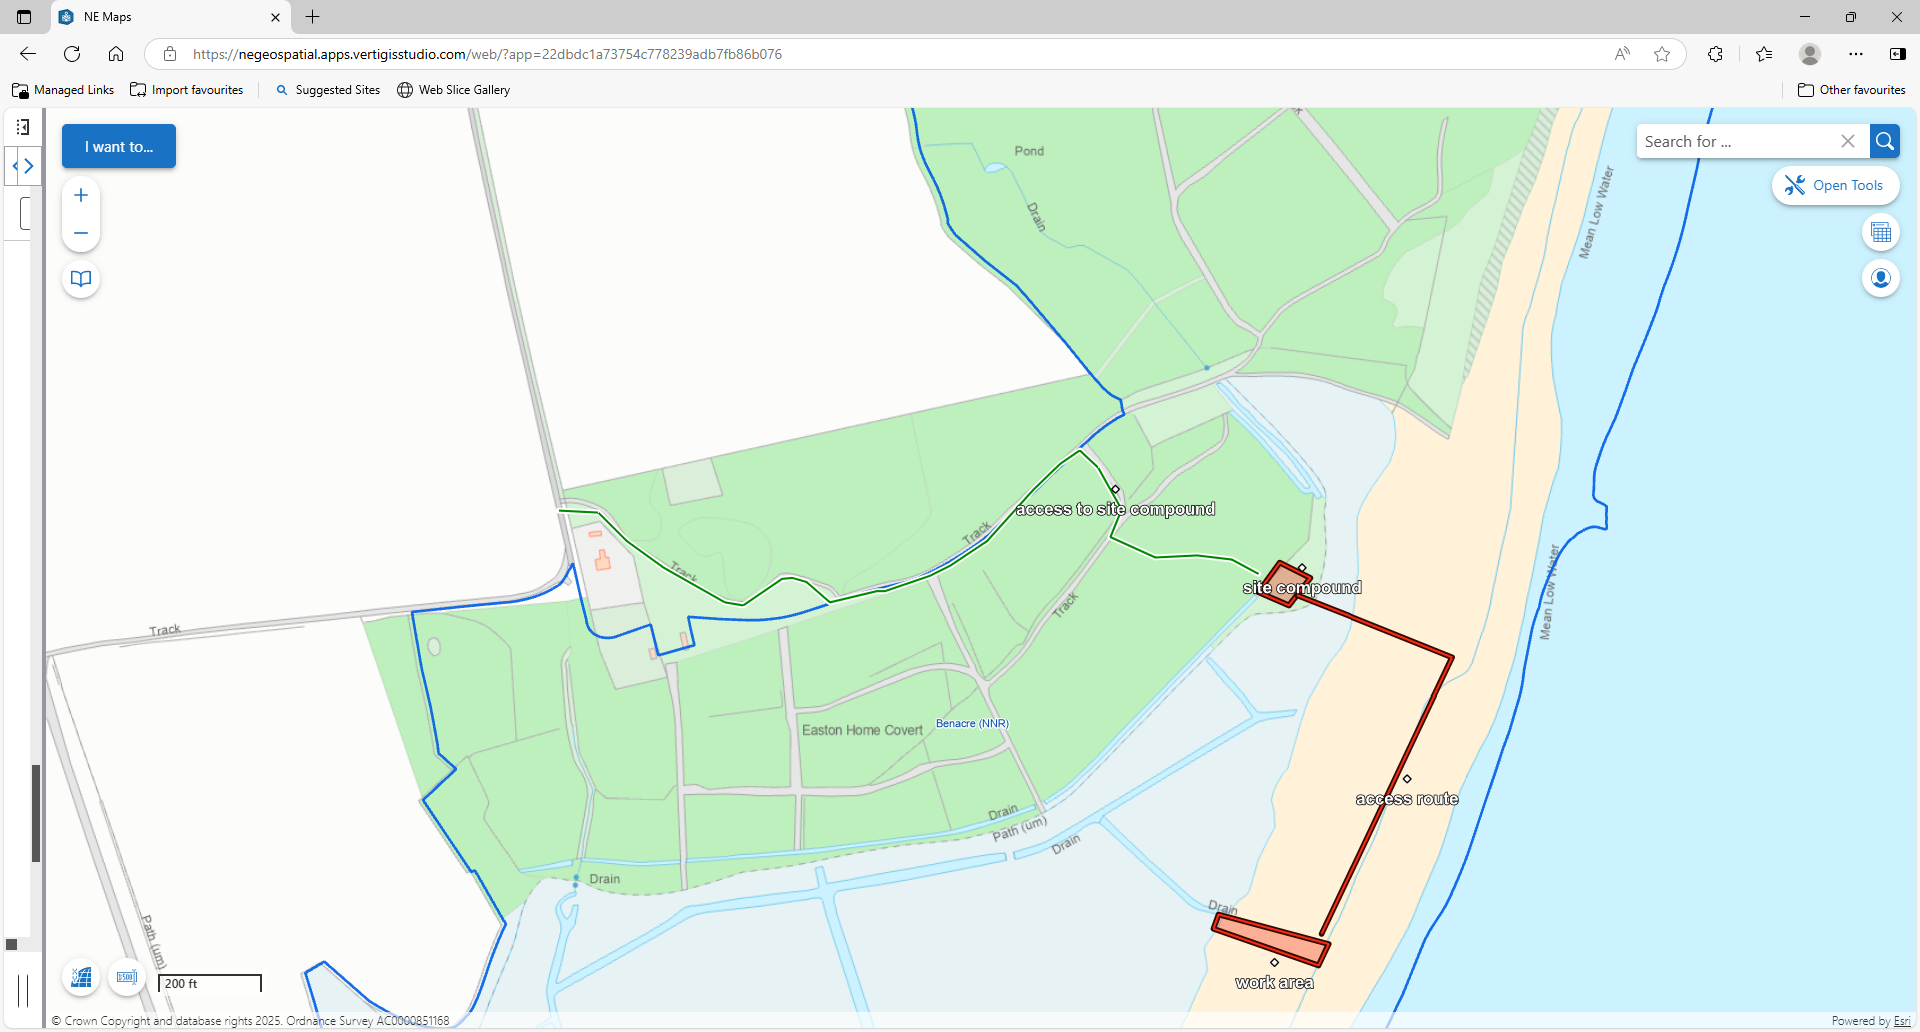 NE Maps
https://negeospatial.apps.vertigisstudio.com/web/?app=22dbdc1a73754c778239adb7fb86b076
Managed Links
Import favourites
Suggested Sites
Web Slice Gallery
Other favourites
I want to...
Search for ...
Open Tools
Pond
Drain
Mean Low Water
access to site compound
Track
Track
site compound
Mean Low Water
Track
Track
Easton Home Covert
Benacre (NNR)
access route
Drain
Path (um)
Drain
Drain
Drain
Path (um)
work area
1:500
200 ft
© Crown Copyright and database rights 2025. Ordnance Survey AC0000851168
Powered by Esri